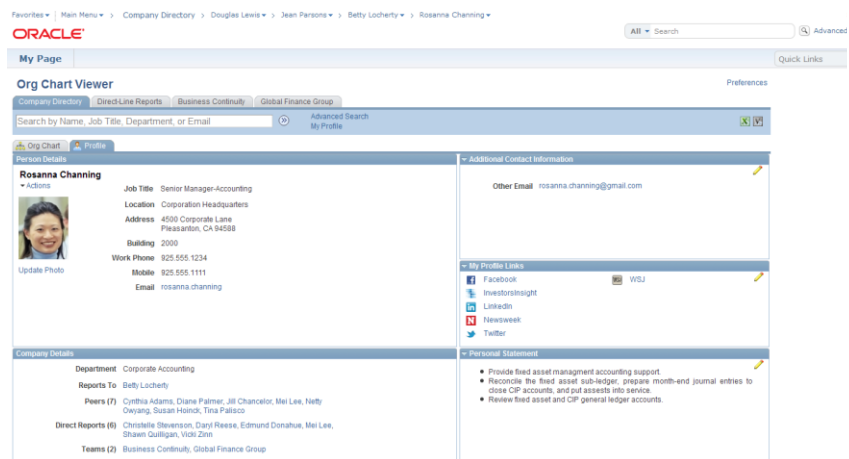 Favorites | Main Menu > Company Directory > Douglas Lewis > Jean Parsons > Betty Locherty > Rosanna Channing
ORACLE
All Search Advanced
My Page
Quick Links
Org Chart Viewer
Preferences
Company Directory Direct-Line Reports Business Continuity Global Finance Group
Search by Name, Job Title, Department, or Email
Advanced Search
My Profile
Org Chart Profile
Person Details
Rosanna Channing
Actions
Job Title Senior Manager-Accounting
Location Corporation Headquarters
Address 4500 Corporate Lane
Pleasanton, CA 94588
Building 2000
Work Phone 925.555.1234
Update Photo
Mobile 925.555.1111
Email rosanna.channing
Additional Contact Information
Other Email rosanna.channing@gmail.com
My Profile Links
Facebook WSJ WSJ
InvestorsInsight
in LinkedIn
N Newsweek
Twitter
Company Details
Department Corporate Accounting
Reports To Betty Locherty
Peers (7) Cynthia Adams, Diane Palmer, Jill Chancelor, Mei Lee, Netty
Owyang, Susan Hoindi, Tina Palisco
Direct Reports (6) Christelle Stevenson, Daryl Reese, Edmund Donahue, Mei Lee,
Shawn Quilligan, Vicki Zinn
Teams (2) Business Continuity, Global Finance Group
Personal Statement
• Provide fixed asset managment accounting support.
• Reconcile the fixed asset sub-ledger, prepare month-end journal entries to
close CIP accounts, and put assests into service.
• Review fixed asset and CIP general ledger accounts.